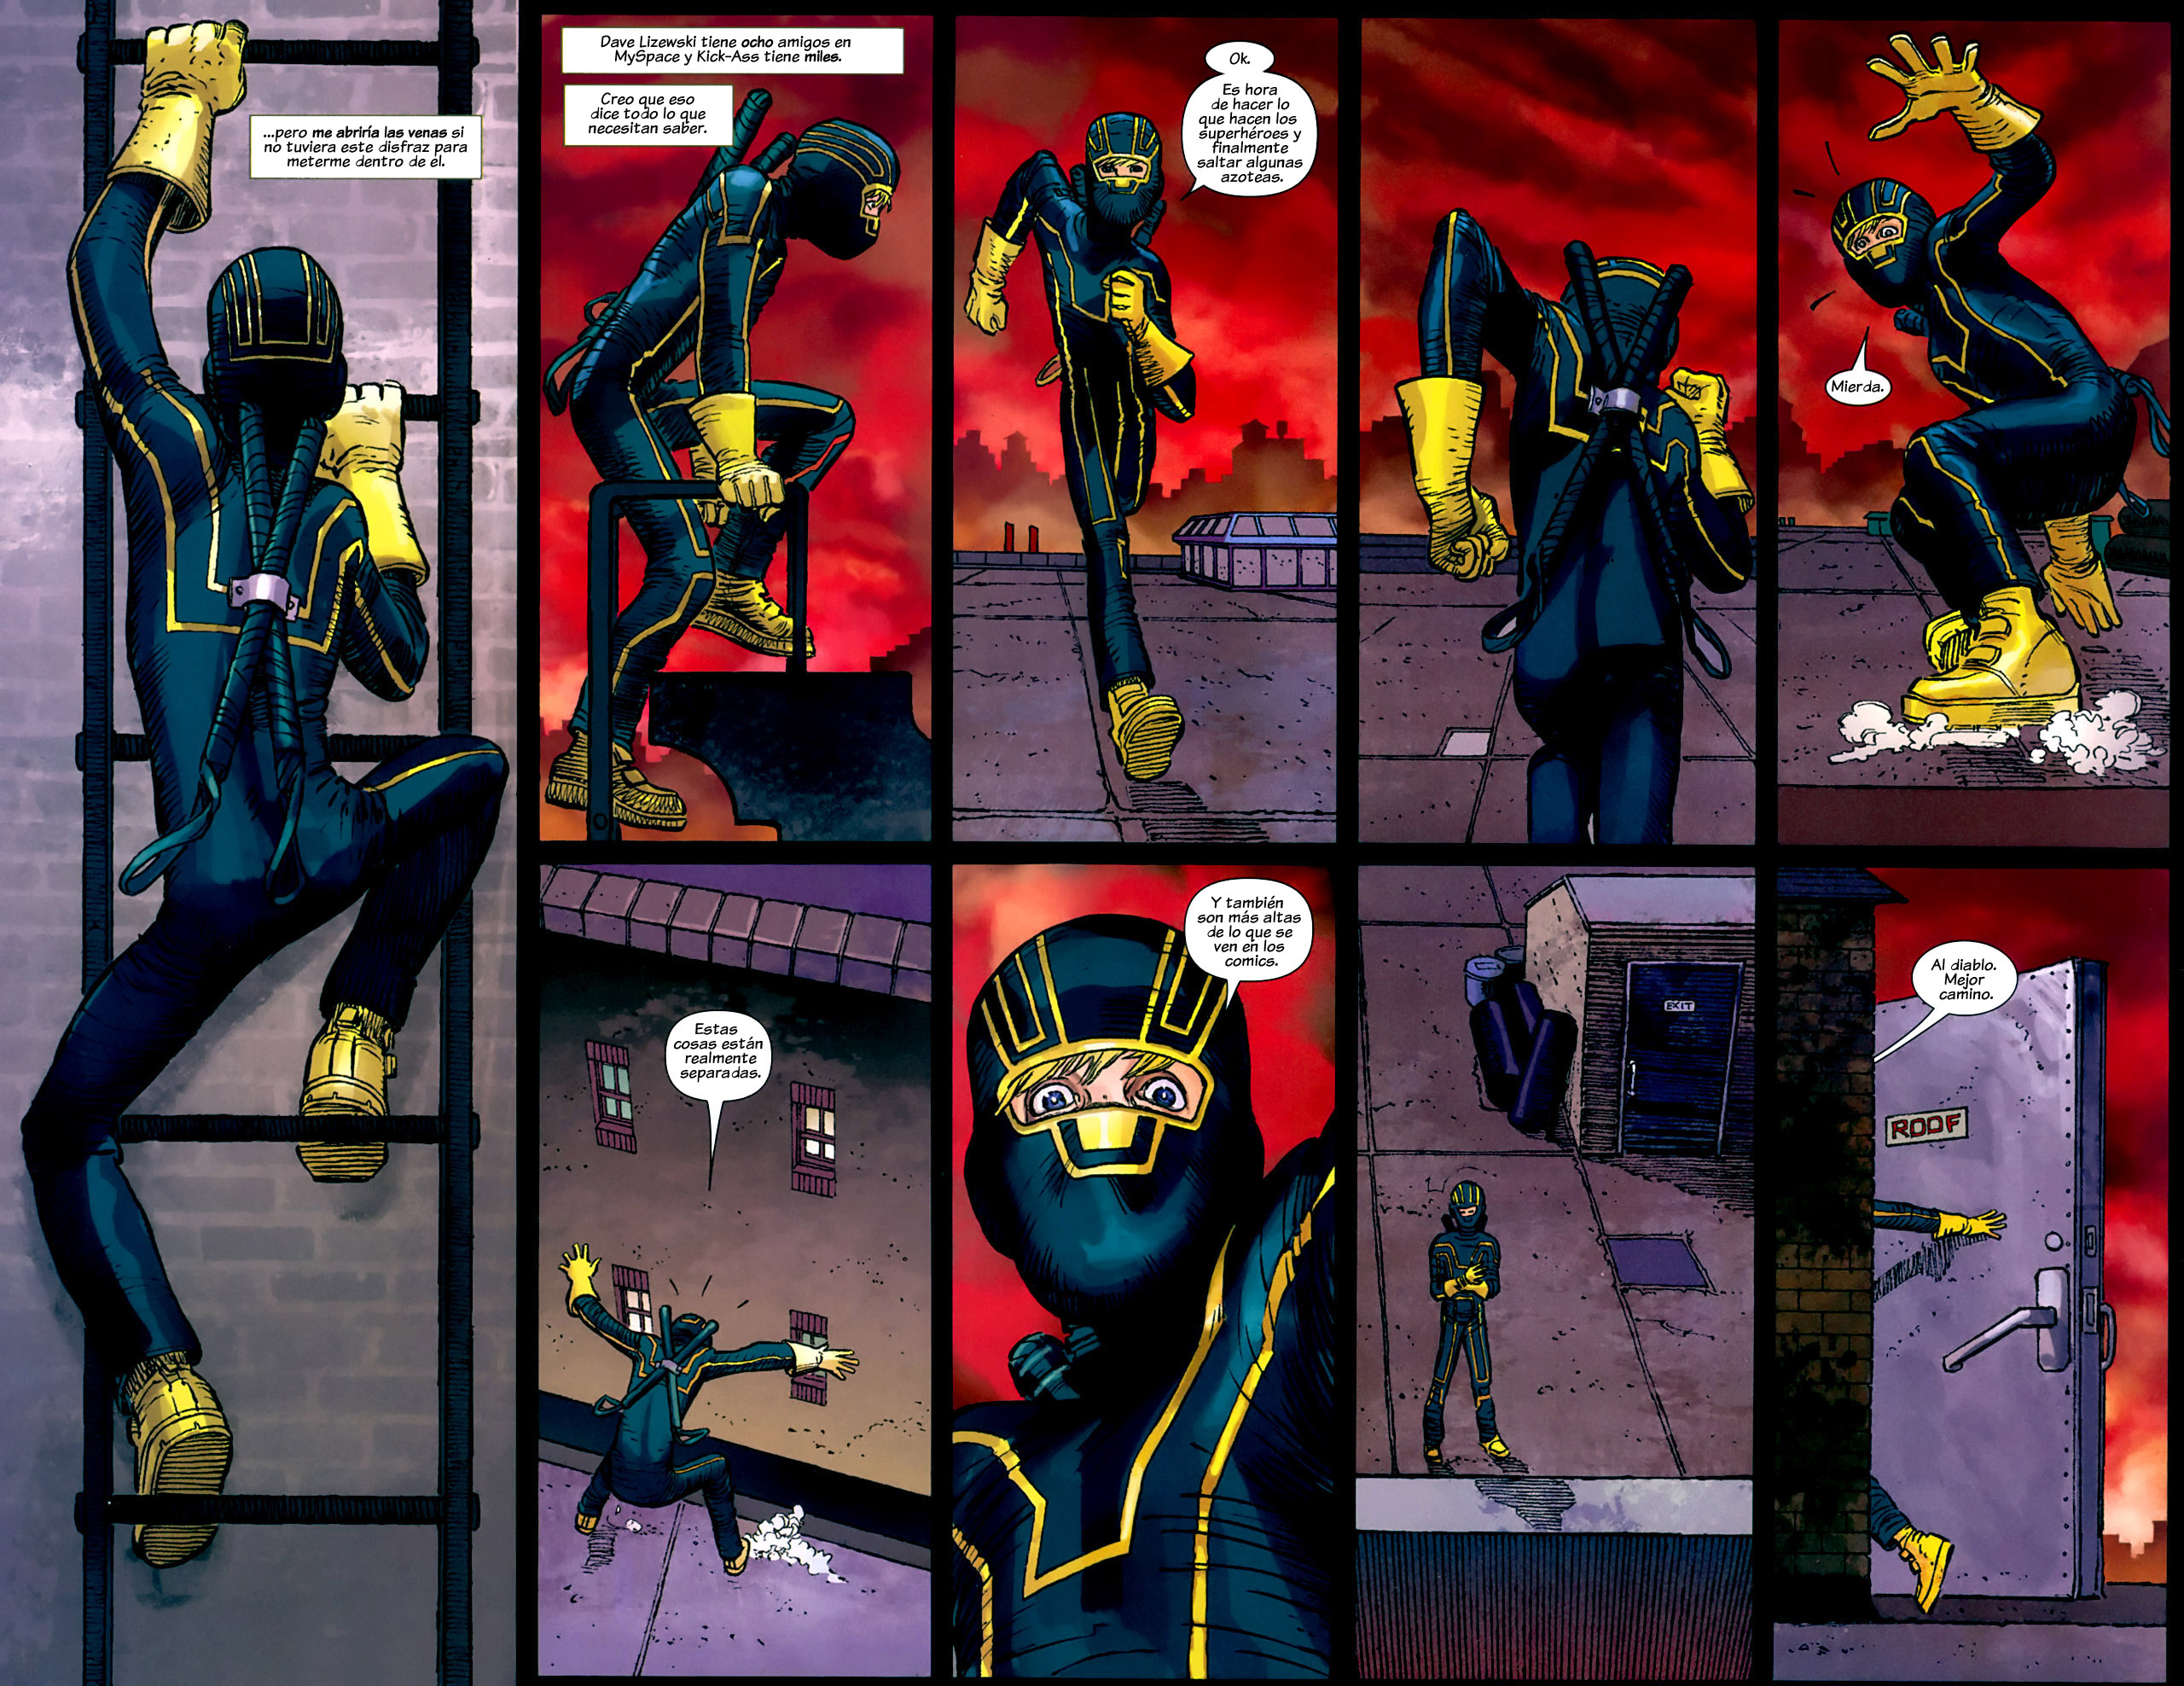 ...pero me abriría las venas si
no tuviera este disfraz para
meterme dentro de él.
Dave Lizewski tiene ocho amigos en
MySpace y Kick-Ass tiene miles.
Creo que eso
dice todo lo que
necesitan saber.
Ok.
Es hora
de hacer lo
que hacen los
superhéroes y
finalmente
saltar algunas
azoteas.
Mierda.
Estas
cosas están
realmente
separadas.
Y también
son más altas
de lo que se
ven en los
comics.
EXIT
Al diablo.
Mejor
camino.
ROOF